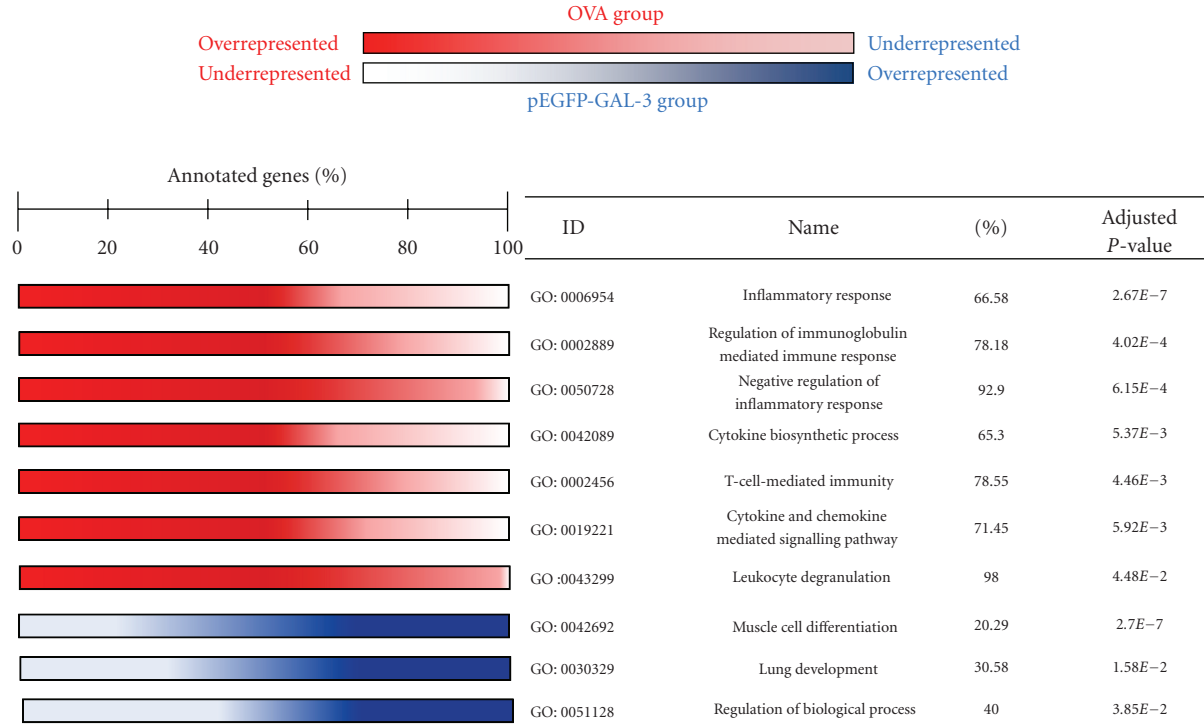 OVA group
Overrepresented Underrepresented
Underrepresented Overrepresented
pEGFP-GAL-3 group
Annotated genes (%)
0 20 40 60 80 100
ID Name (%) Adjusted
P-value
GO: 0006954 Inflammatory response 66.58 2.67E−7
GO: 0002889 Regulation of immunoglobulin
mediated immune response 78.18 4.02E−4
GO: 0050728 Negative regulation of
inflammatory response 92.9 6.15E−4
GO: 0042089 Cytokine biosynthetic process 65.3 5.37E−3
GO: 0002456 T-cell-mediated immunity 78.55 4.46E−3
GO: 0019221 Cytokine and chemokine
mediated signalling pathway 71.45 5.92E−3
GO :0043299 Leukocyte degranulation 98 4.48E−2
GO: 0042692 Muscle cell differentiation 20.29 2.7E−7
GO: 0030329 Lung development 30.58 1.58E−2
GO: 0051128 Regulation of biological process 40 3.85E−2